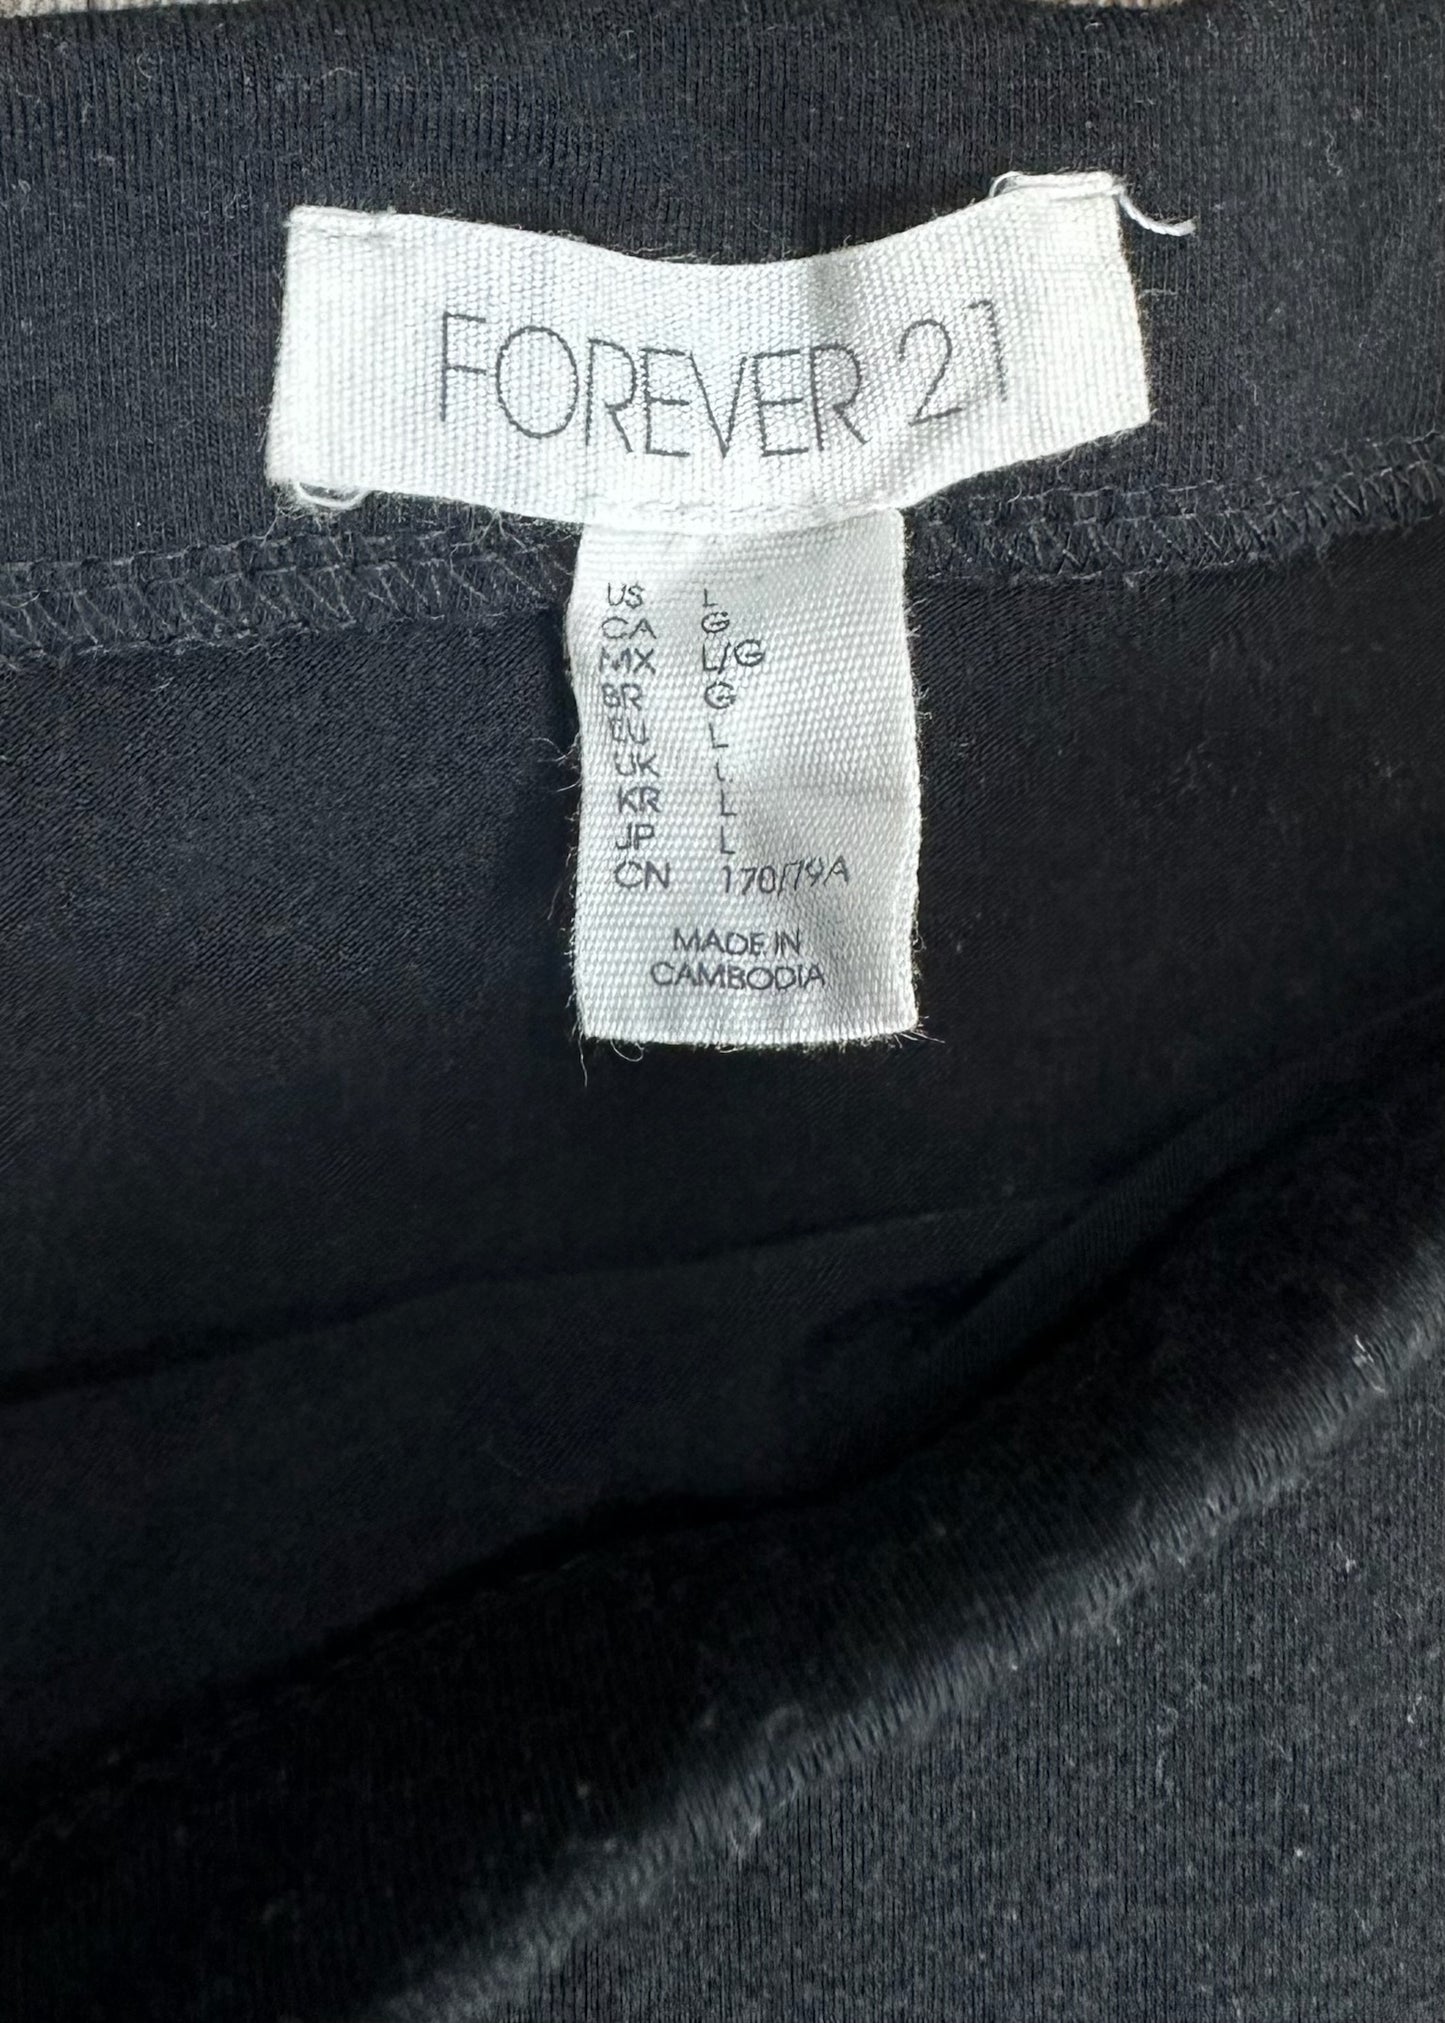 FOREVER 21
US L
CA G
MX L/G
BR G
EU L
UK L
KR L
JP L
CN 170/79A
MADE IN
CAMBODIA